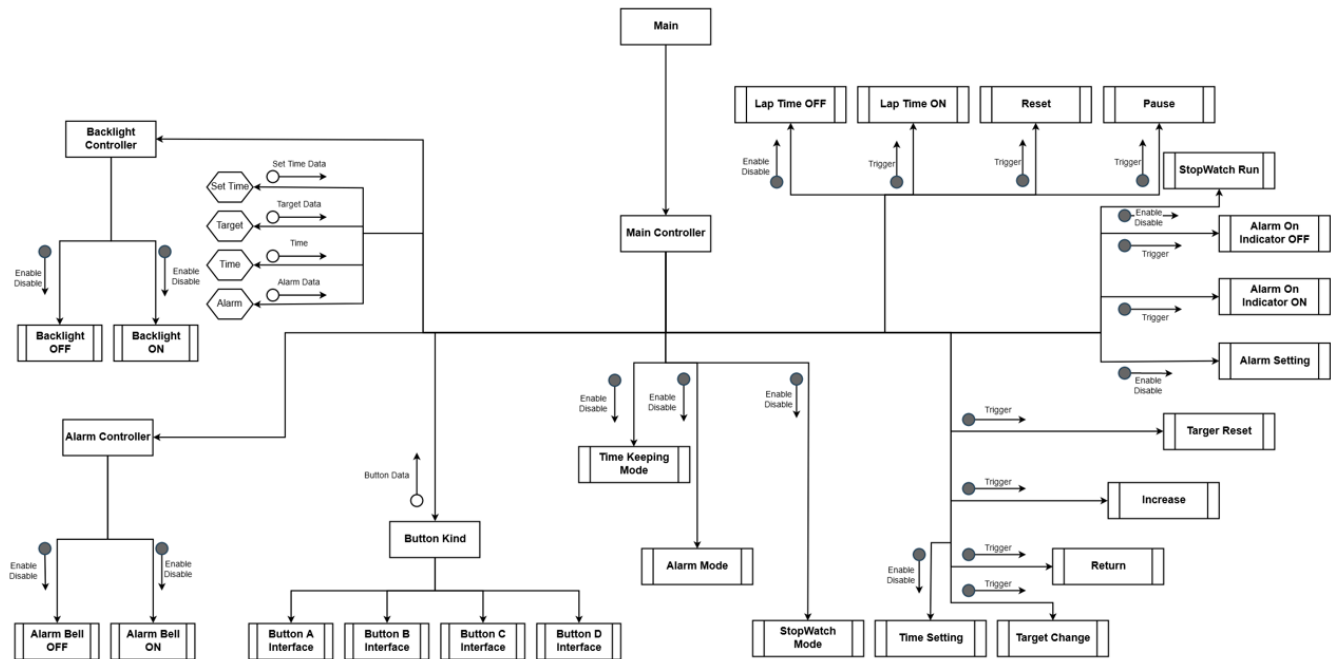 Main
Lap Time OFF
Lap Time ON
Reset
Pause
Backlight
Controller
Enable
Disable
Trigger
Trigger
Trigger
StopWatch Run
Set Time Data
Set Time
Target Data
Target
Time
Time
Alarm Data
Alarm
Main Controller
Enable
Disable
Alarm On
Indicator OFF
Trigger
Alarm On
Indicator ON
Trigger
Alarm Setting
Enable
Disable
Enable
Disable
Enable
Disable
Backlight
OFF
Backlight
ON
Enable
Disable
Enable
Disable
Enable
Disable
Alarm Controller
Time Keeping
Mode
Trigger
Targer Reset
Button Data
Trigger
Increase
Button Kind
Alarm Mode
Enable
Disable
Enable
Disable
Enable
Disable
Trigger
Return
Trigger
Alarm Bell
OFF
Alarm Bell
ON
Button A
Interface
Button B
Interface
Button C
Interface
Button D
Interface
StopWatch
Mode
Time Setting
Target Change